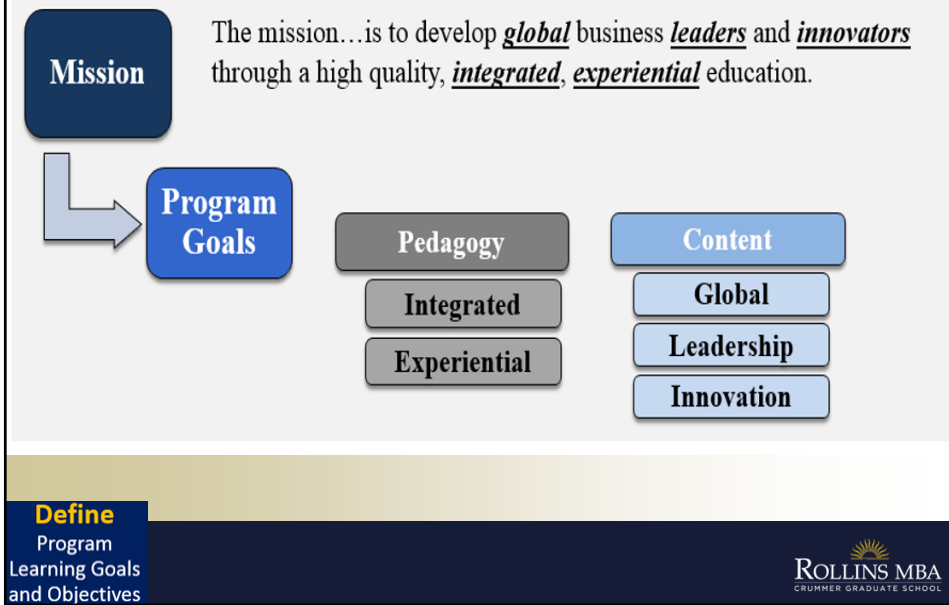 Mission
The mission…is to develop global business leaders and innovators
through a high quality, integrated, experiential education.
Program
Goals
Pedagogy
Integrated
Experiential
Content
Global
Leadership
Innovation
Define
Program
Learning Goals
and Objectives
ROLLINS MBA
CRUMMER GRADUATE SCHOOL